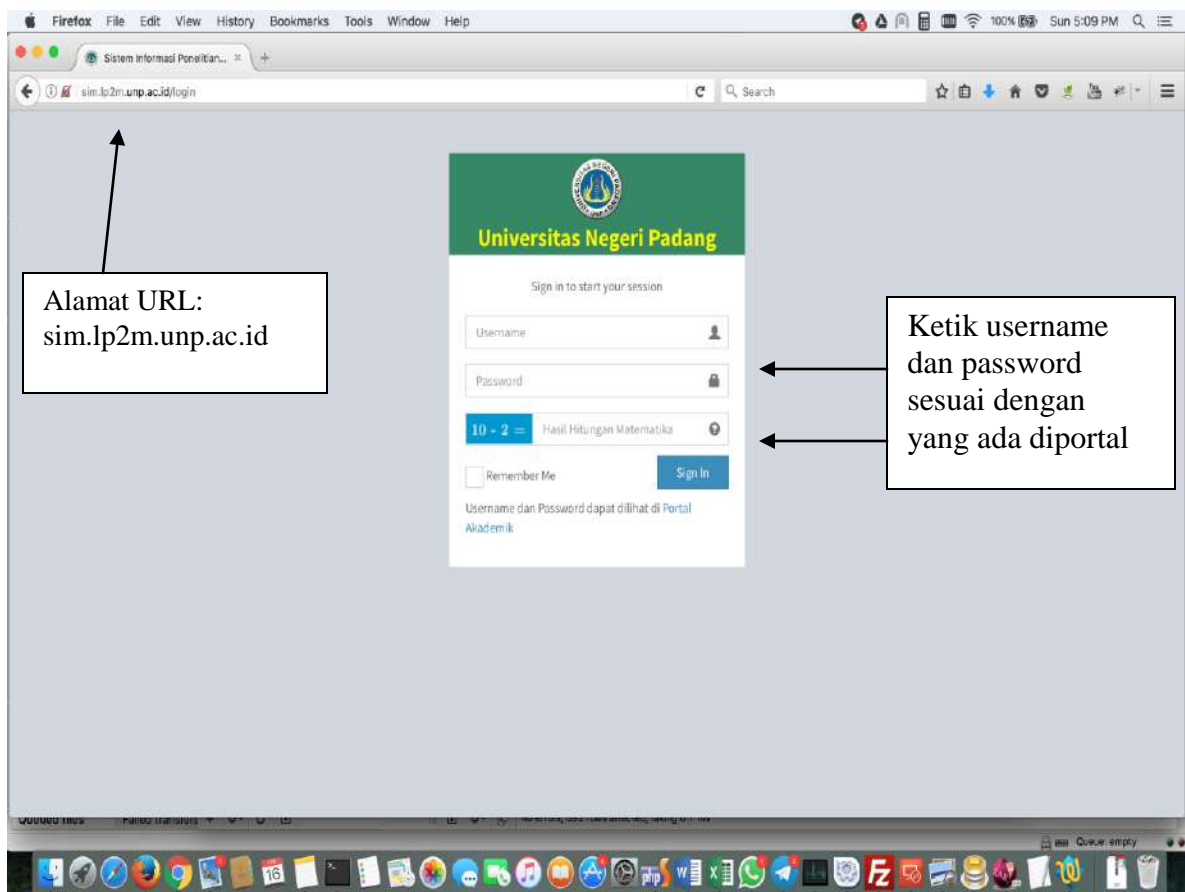 Firefox File Edit View History Bookmarks Tools Window Help
100%
Sun 5:09 PM
Sistem Informasi Penelitian...
sim.lp2m.unp.ac.id/login
Search
Universitas Negeri Padang
Alamat URL:
sim.lp2m.unp.ac.id
Sign in to start your session
Username
Password
10 - 2 =
Hasil Hitungan Matematika
Remember Me
Sign In
Username dan Password dapat dilihat di Portal
Akademik
Ketik username
dan password
sesuai dengan
yang ada diportal
Queue: empty
16
php